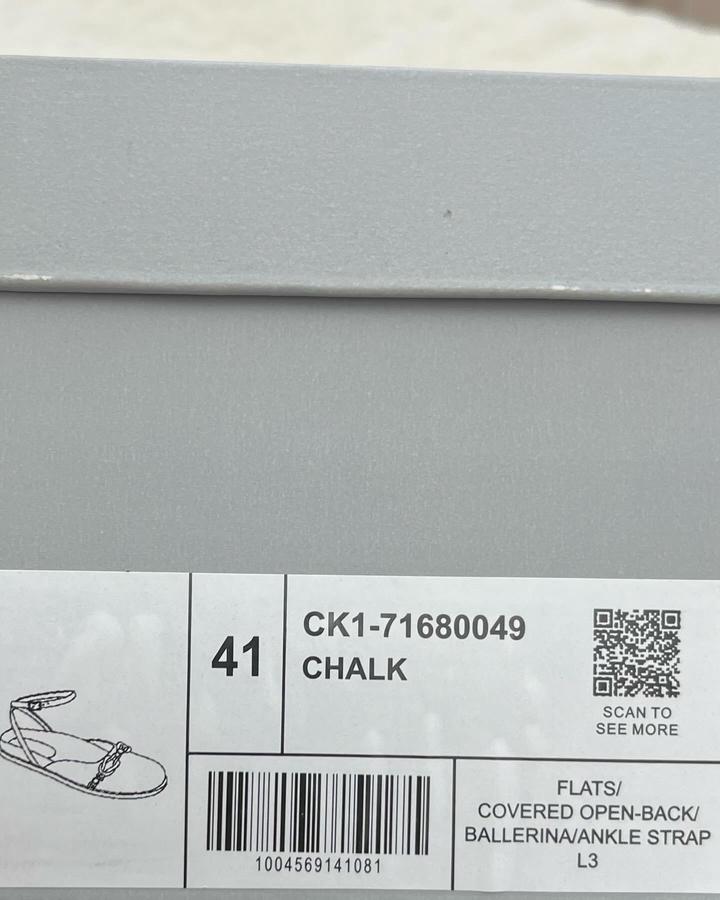 41
CK1-71680049
CHALK
SCAN TO
SEE MORE
1004569141081
FLATS/
COVERED OPEN-BACK/
BALLERINA/ANKLE STRAP
L3